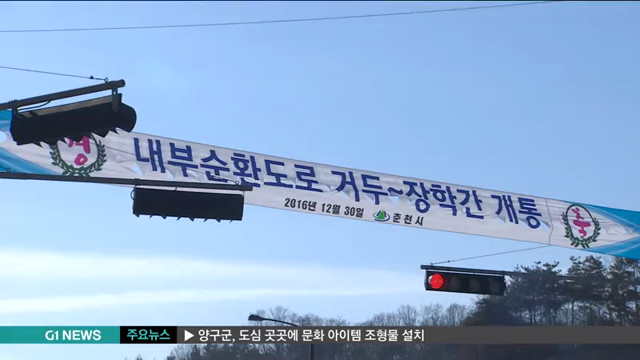 경 내부순환도로 거두~장학간 개통 축
2016년 12월 30일 춘천시
G1 NEWS 주요뉴스 ▶ 양구군, 도심 곳곳에 문화 아이템 조형물 설치